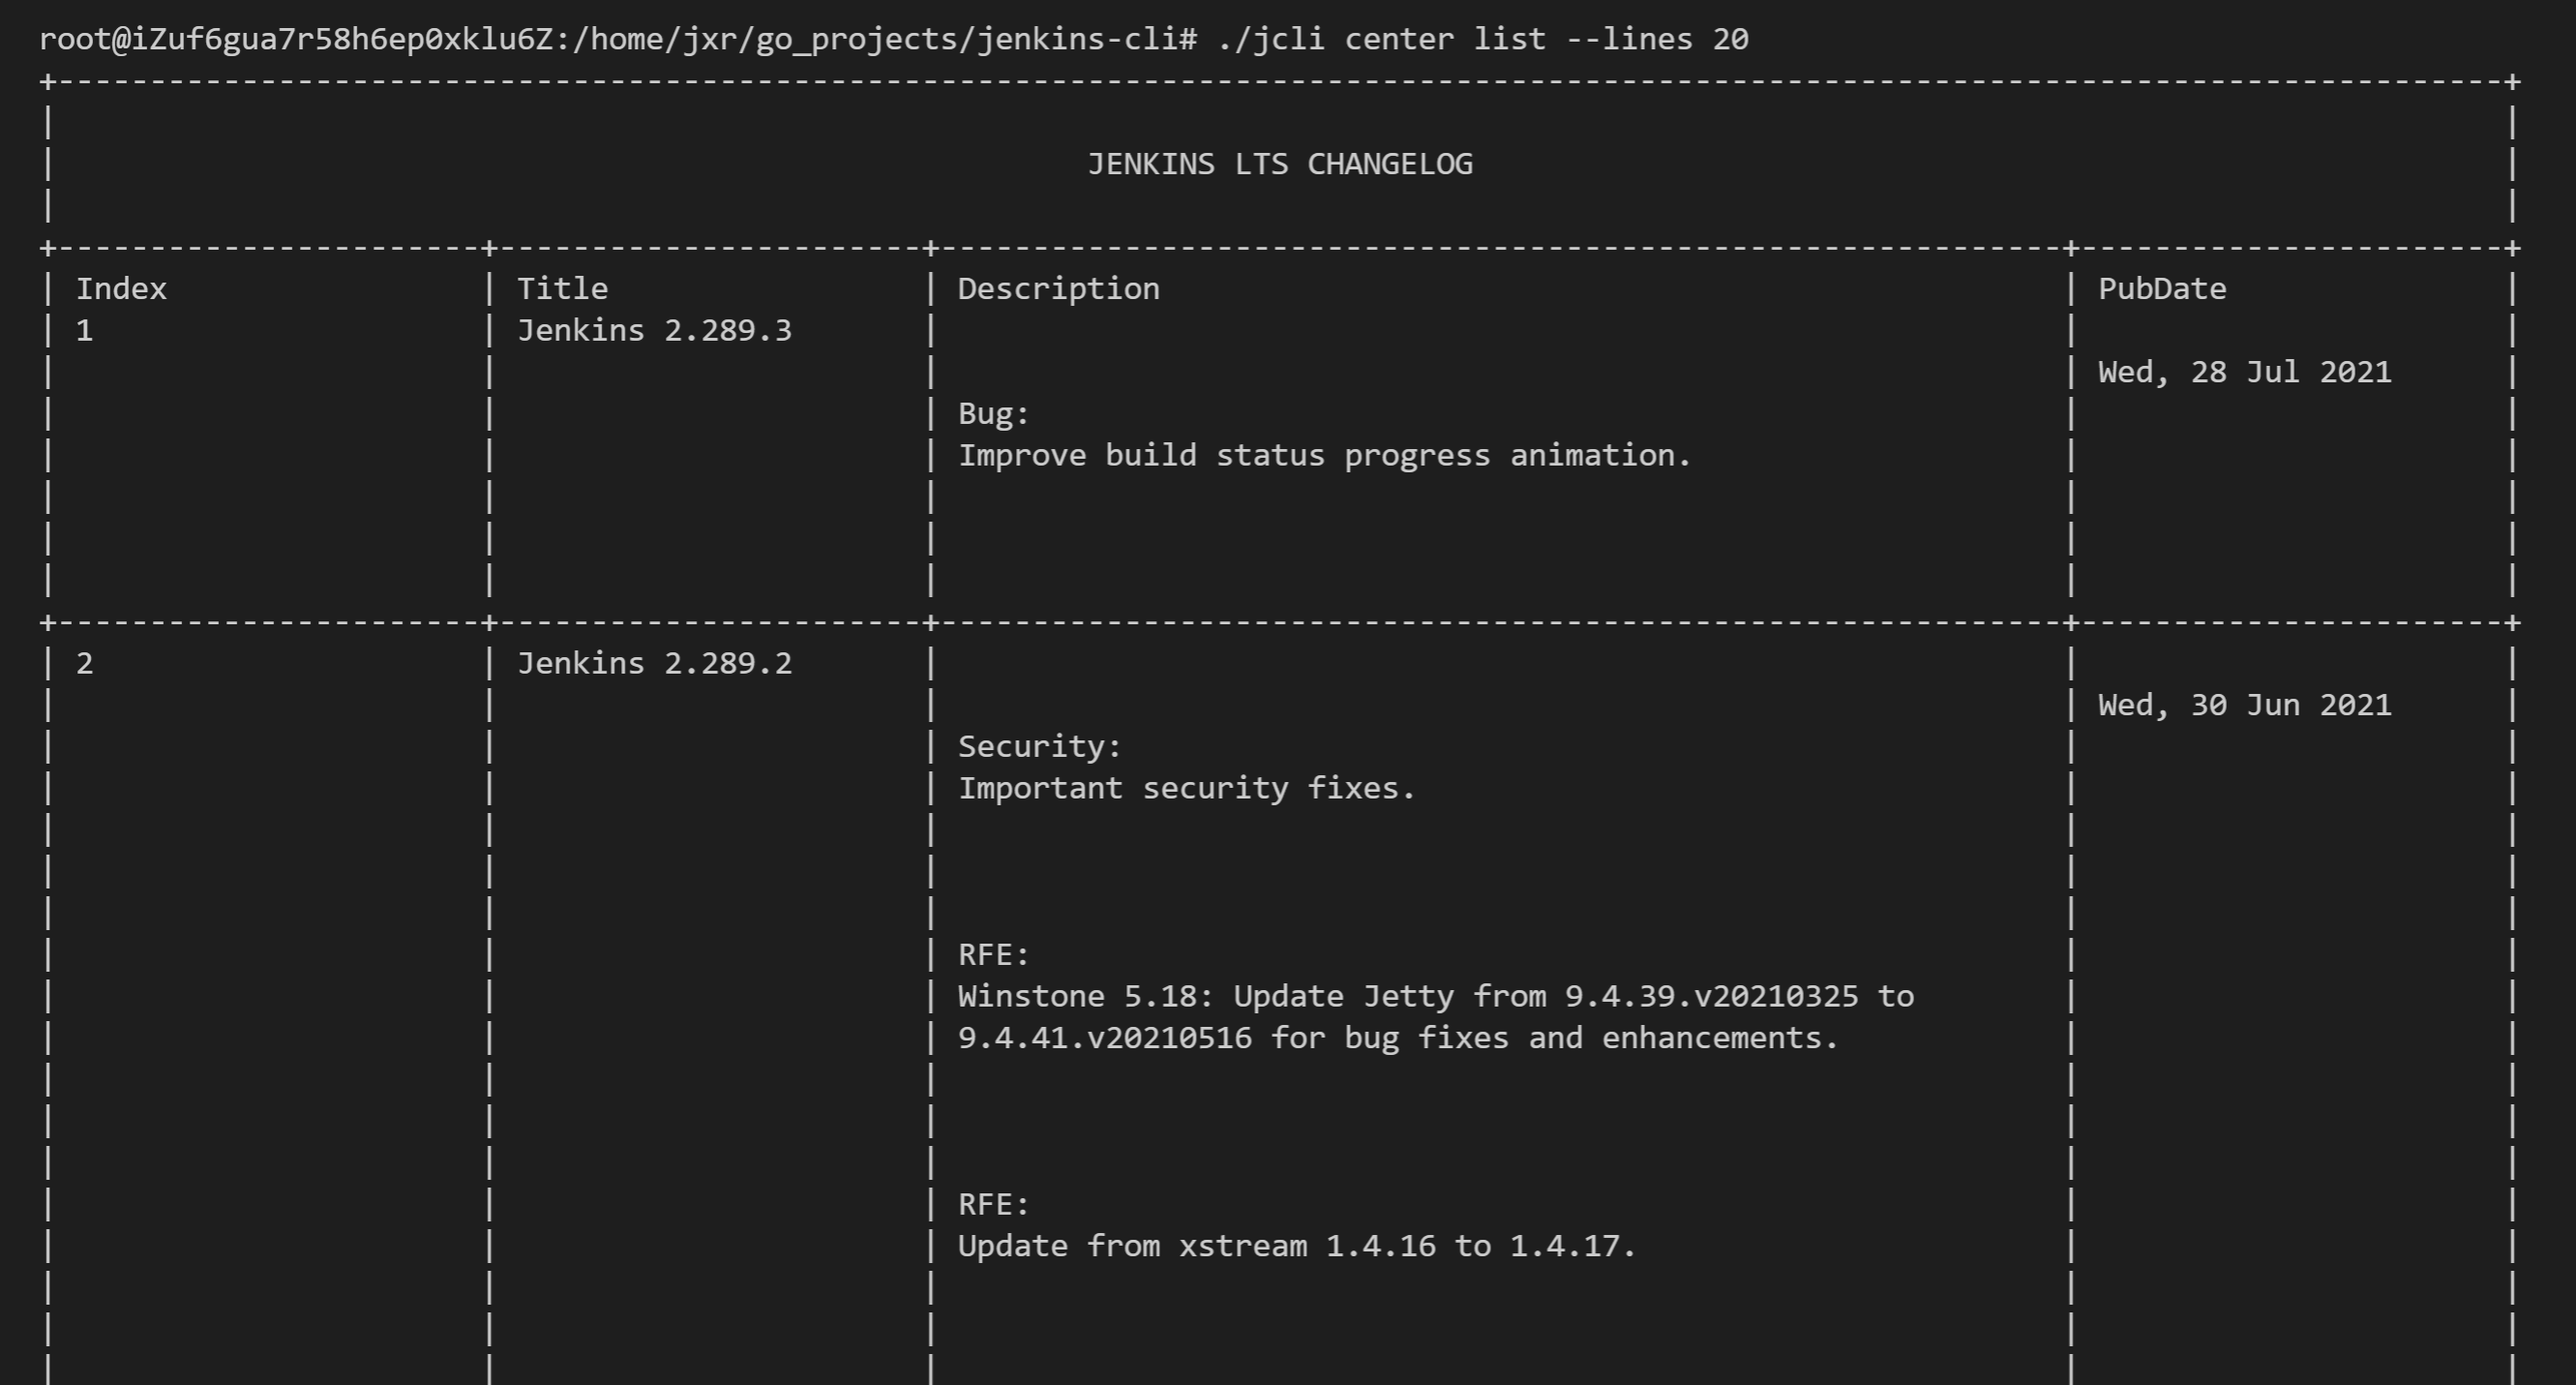 root@iZuf6gua7r58h6ep0xklu6Z:/home/jxr/go_projects/jenkins-cli# ./jcli center list --lines 20
JENKINS LTS CHANGELOG
Index Title Description PubDate
1 Jenkins 2.289.3
Wed, 28 Jul 2021
Bug:
Improve build status progress animation.
2 Jenkins 2.289.2
Wed, 30 Jun 2021
Security:
Important security fixes.
RFE:
Winstone 5.18: Update Jetty from 9.4.39.v20210325 to
9.4.41.v20210516 for bug fixes and enhancements.
RFE:
Update from xstream 1.4.16 to 1.4.17.